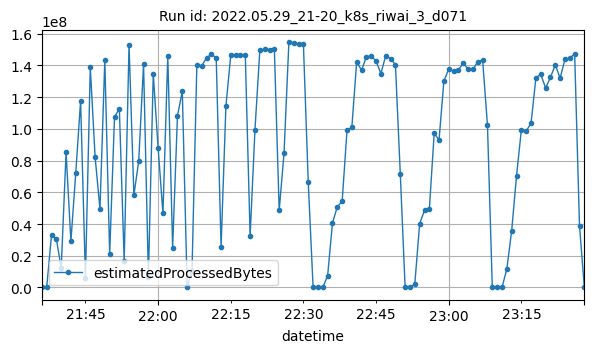 Run id: 2022.05.29_21-20_k8s_riwai_3_d071
1e8
1.6
1.4
1.2
1.0
0.8
0.6
0.4
0.2
0.0
estimatedProcessedBytes
21:45 22:00 22:15 22:30 22:45 23:00 23:15
datetime